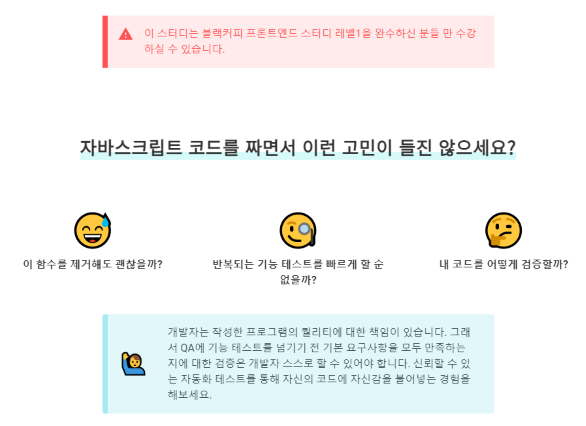 이 스터디는 블랙커피 프론트엔드 스터디 레벨1을 완수하신 분들 만 수강
하실 수 있습니다.
자바스크립트 코드를 짜면서 이런 고민이 들진 않으세요?
이 함수를 제거해도 괜찮을까?
반복되는 기능 테스트를 빠르게 할 순
없을까?
내 코드를 어떻게 검증할까?
개발자는 작성한 프로그램의 퀄리티에 대한 책임이 있습니다. 그래
서 QA에 기능 테스트를 넘기기 전 기본 요구사항을 모두 만족하는
지에 대한 검증은 개발자 스스로 할 수 있어야 합니다. 신뢰할 수 있
는 자동화 테스트를 통해 자신의 코드에 자신감을 불어넣는 경험을
해보세요.